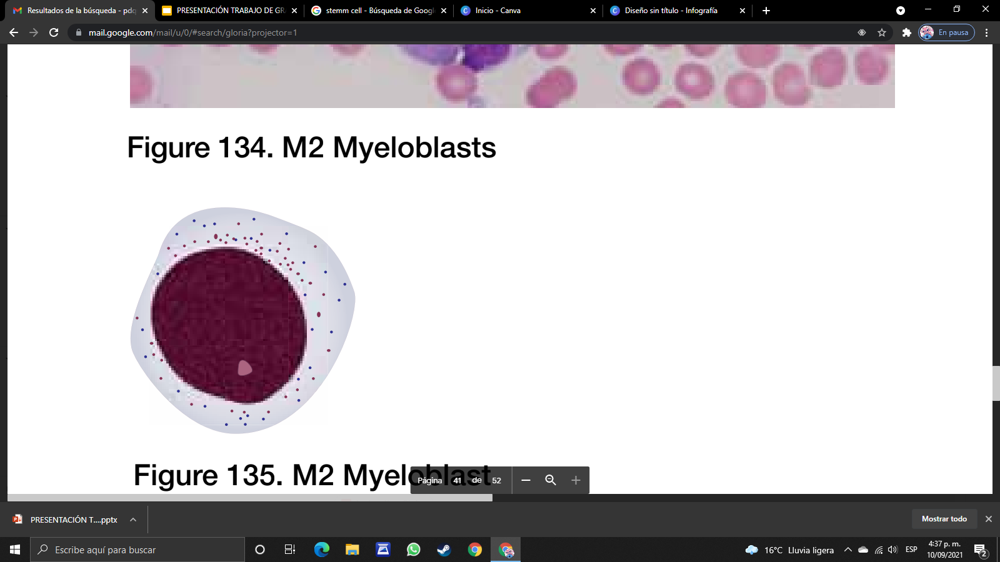 Resultados de la búsqueda - pdq
PRESENTACIÓN TRABAJO DE GR
stemm cell - Búsqueda de Googl
Inicio - Canva
Diseño sin título - Infografía
mail.google.com/mail/u/0/#search/gloria?projector=1
En pausa
Figure 134. M2 Myeloblasts
Figure 135. M2 Myeloblast
Página 41 de 52
PRESENTACIÓN T....pptx
Mostrar todo
Escribe aquí para buscar
16°C Lluvia ligera
ESP
4:37 p. m.
10/09/2021
2